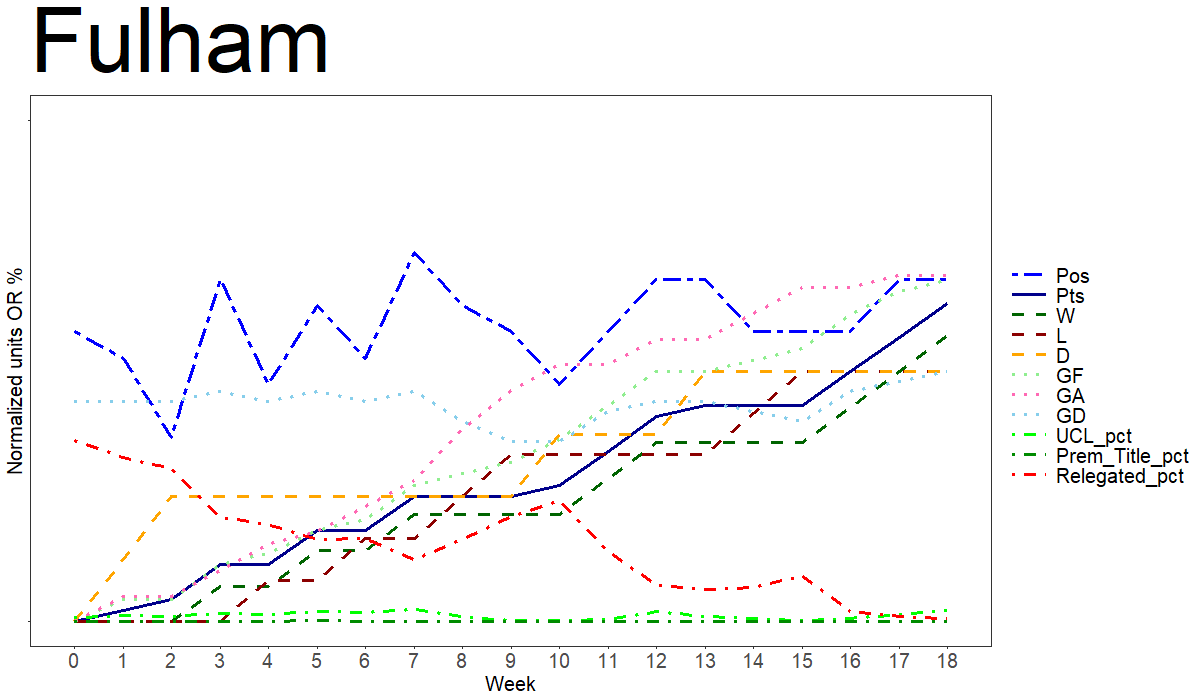 Fulham
Normalized units OR %
Pos
Pts
W
L
D
GF
GA
GD
UCL_pct
Prem_Title_pct
Relegated_pct
0 1 2 3 4 5 6 7 8 9 10 11 12 13 14 15 16 17 18
Week